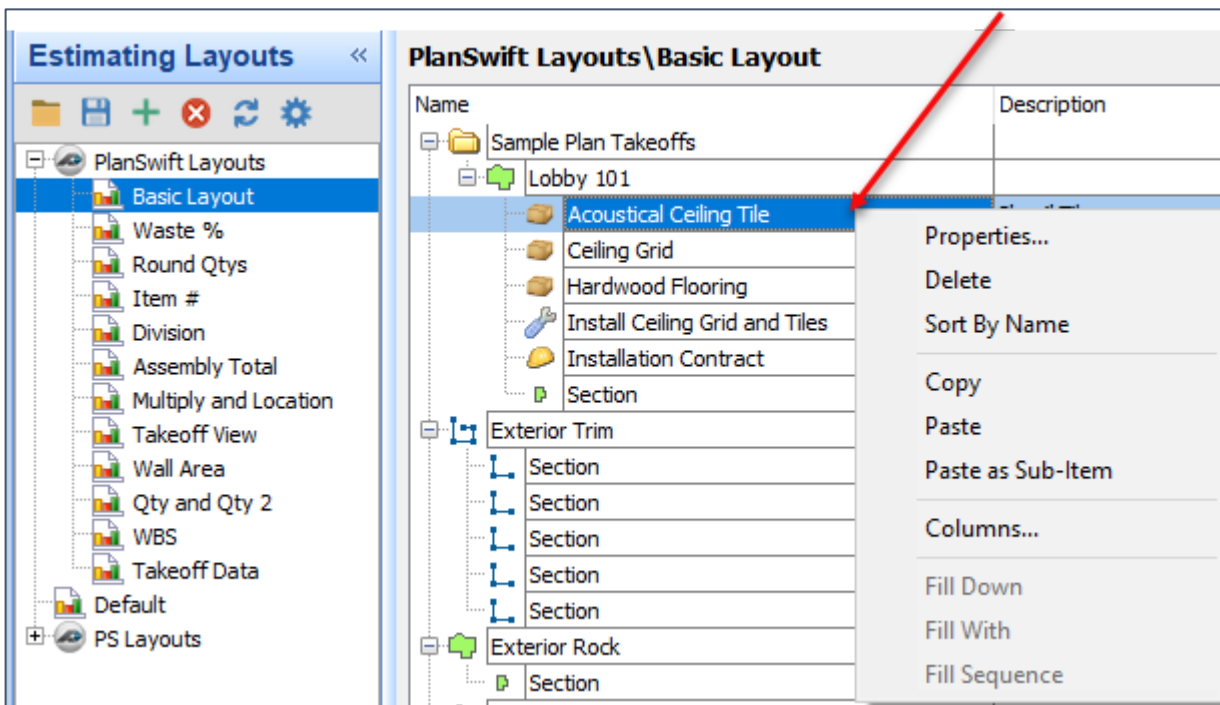 Estimating Layouts «
PlanSwift Layouts
Basic Layout
Waste %
Round Qtys
Item #
Division
Assembly Total
Multiply and Location
Takeoff View
Wall Area
Qty and Qty 2
WBS
Takeoff Data
Default
PS Layouts
PlanSwift Layouts\Basic Layout
Name Description
Sample Plan Takeoffs
Lobby 101
Acoustical Ceiling Tile
Ceiling Grid
Hardwood Flooring
Install Ceiling Grid and Tiles
Installation Contract
Section
Exterior Trim
Section
Section
Section
Section
Section
Exterior Rock
Section
Properties...
Delete
Sort By Name
Copy
Paste
Paste as Sub-Item
Columns...
Fill Down
Fill With
Fill Sequence